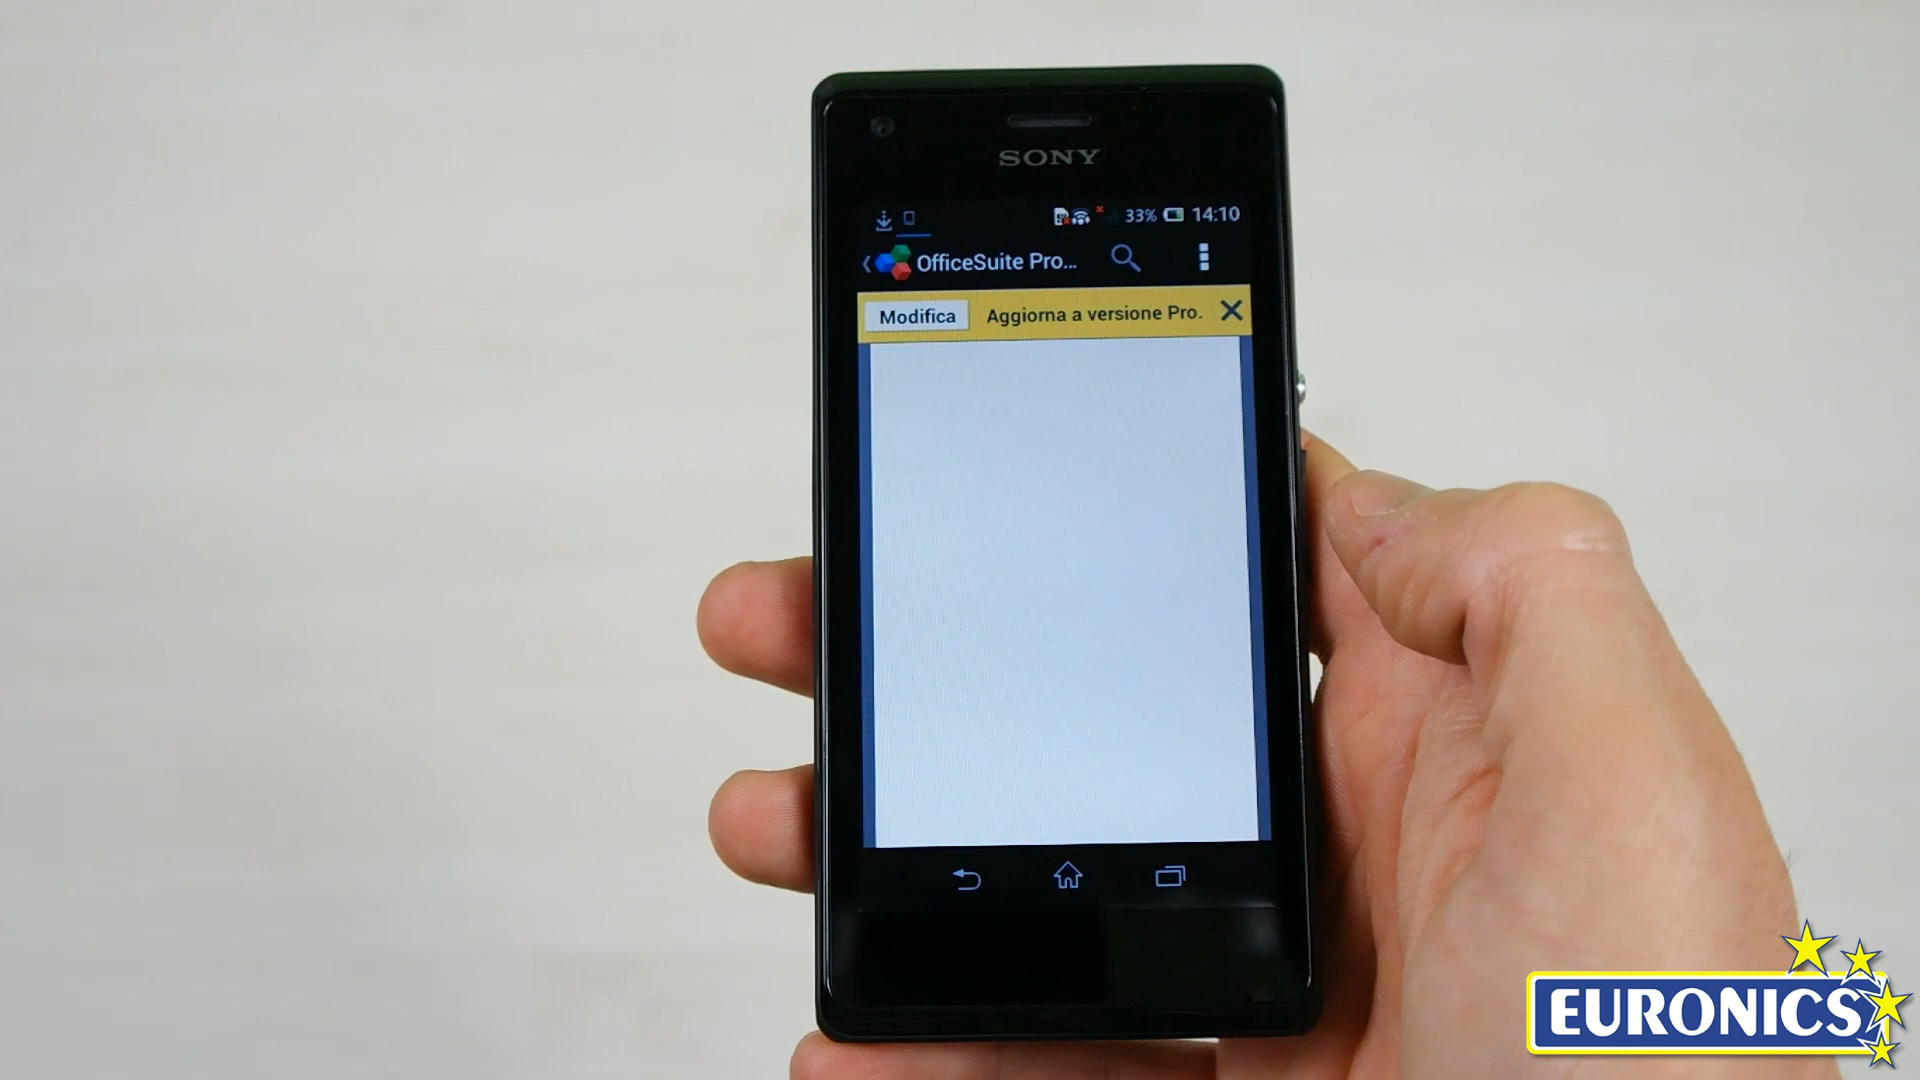 SONY
33% 14:10
OfficeSuite Pro...
Modifica Aggiorna a versione Pro.
EURONICS